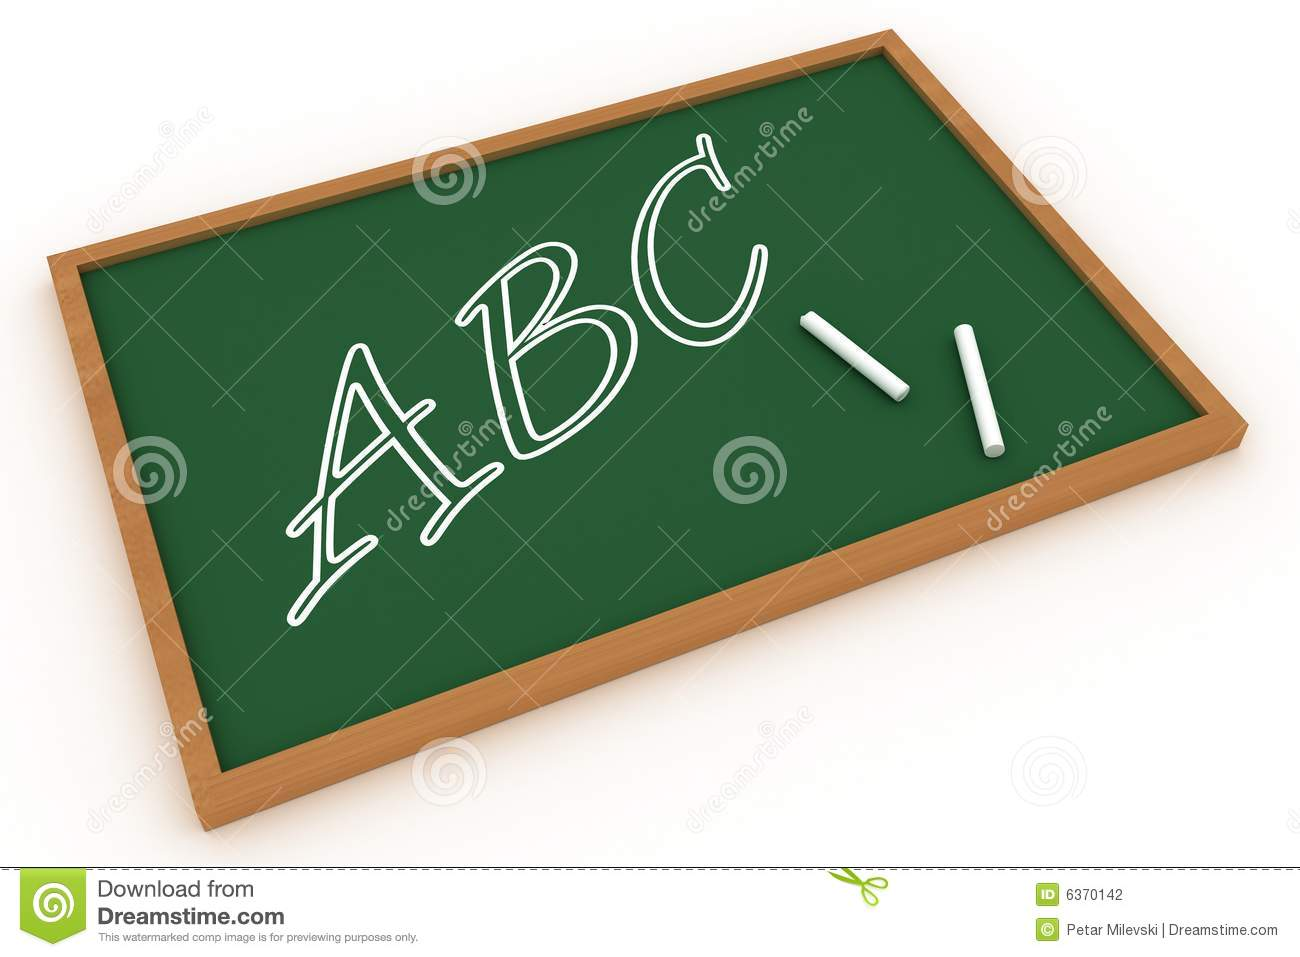 ABC
dreamstime
dreamstime
dreamstime
dreamstime
dreamstime
dreamstime
dreamstime
Download from
Dreamstime.com
This watermarked comp image is for previewing purposes only.
ID 6370142
© Petar Milevski | Dreamstime.com